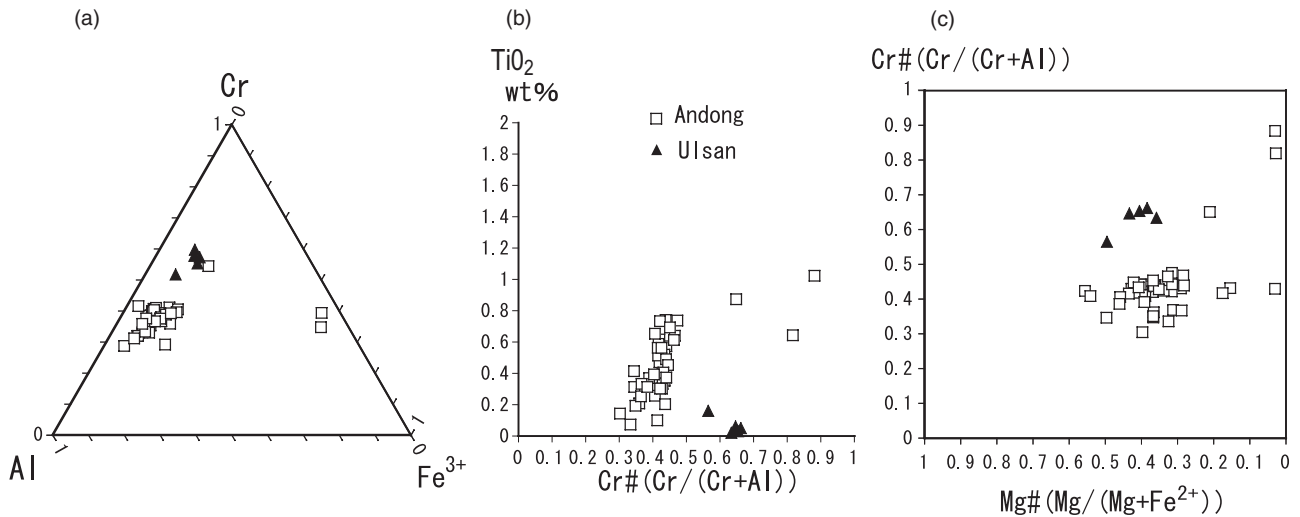 (a)
Cr
1 0
0
1
Al
1
0
Fe3+
(b)
TiO2
wt%
2
1.8
1.6
1.4
1.2
1
0.8
0.6
0.4
0.2
0
0 0.1 0.2 0.3 0.4 0.5 0.6 0.7 0.8 0.9 1
Cr#(Cr/(Cr+Al))
Andong
Ulsan
(c)
Cr#(Cr/(Cr+Al))
1
0.9
0.8
0.7
0.6
0.5
0.4
0.3
0.2
0.1
0
1 0.9 0.8 0.7 0.6 0.5 0.4 0.3 0.2 0.1 0
Mg#(Mg/(Mg+Fe2+))